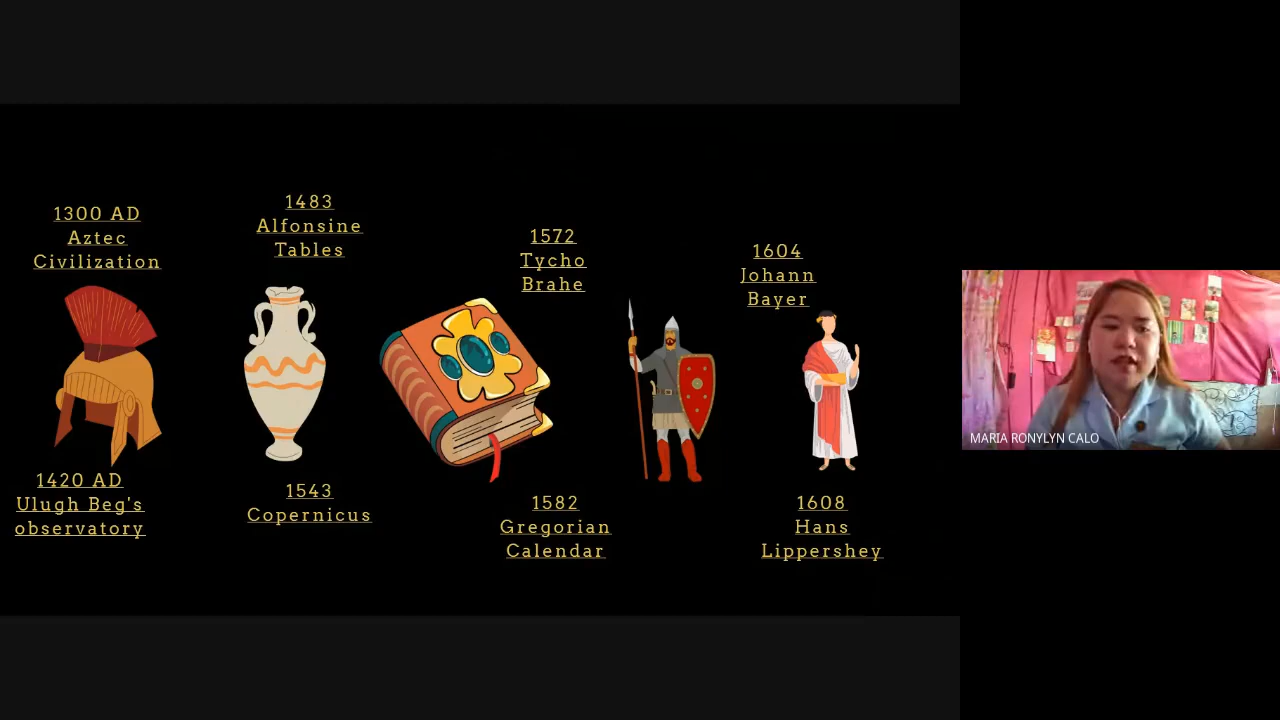 1300 AD
Aztec
Civilization
1420 AD
Ulugh Beg's
observatory
1483
Alfonsine
Tables
1543
Copernicus
1572
Tycho
Brahe
1582
Gregorian
Calendar
1604
Johann
Bayer
1608
Hans
Lippershey
MARIA RONYLYN CALO